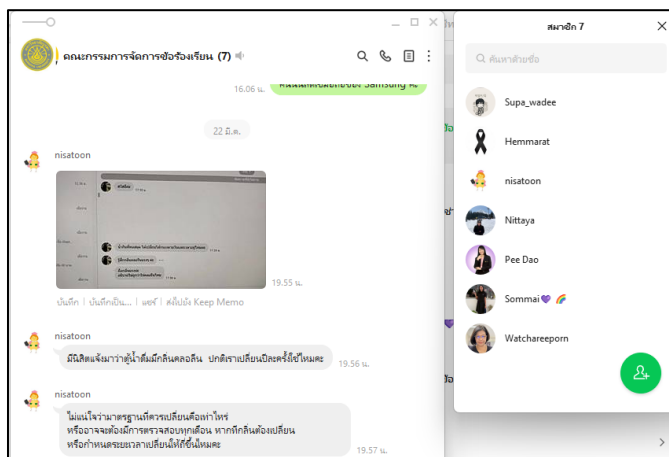 คณะกรรมการจัดการข้อร้องเรียน (7)
16.06 น.
22 มี.ค.
nisatoon
19.55 น.
บันทึก | บันทึกเป็น... | แชร์ | ส่งไปยัง Keep Memo
nisatoon
มีนิสิตแจ้งมาว่าตู้น้ำดื่มมีกลิ่นคลอลีน ปกติเราเปลี่ยนปีละครั้งใช่ไหมคะ
19.56 น.
nisatoon
ไม่แน่ใจว่ามาตรฐานที่ควรเปลี่ยนคือเท่าไหร่
หรืออาจจะต้องมีการตรวจสอบทุกเดือน หากทีกลิ่นต้องเปลี่ยน
หรือกำหนดระยะเวลาเปลี่ยนให้ถี่ขึ้นไหมคะ
19.57 น.
สมาชิก 7
ค้นหาด้วยชื่อ
Supa_wadee
Hemmarat
nisatoon
Nittaya
Pee Dao
Sommai💜 🌈
Watchareeporn